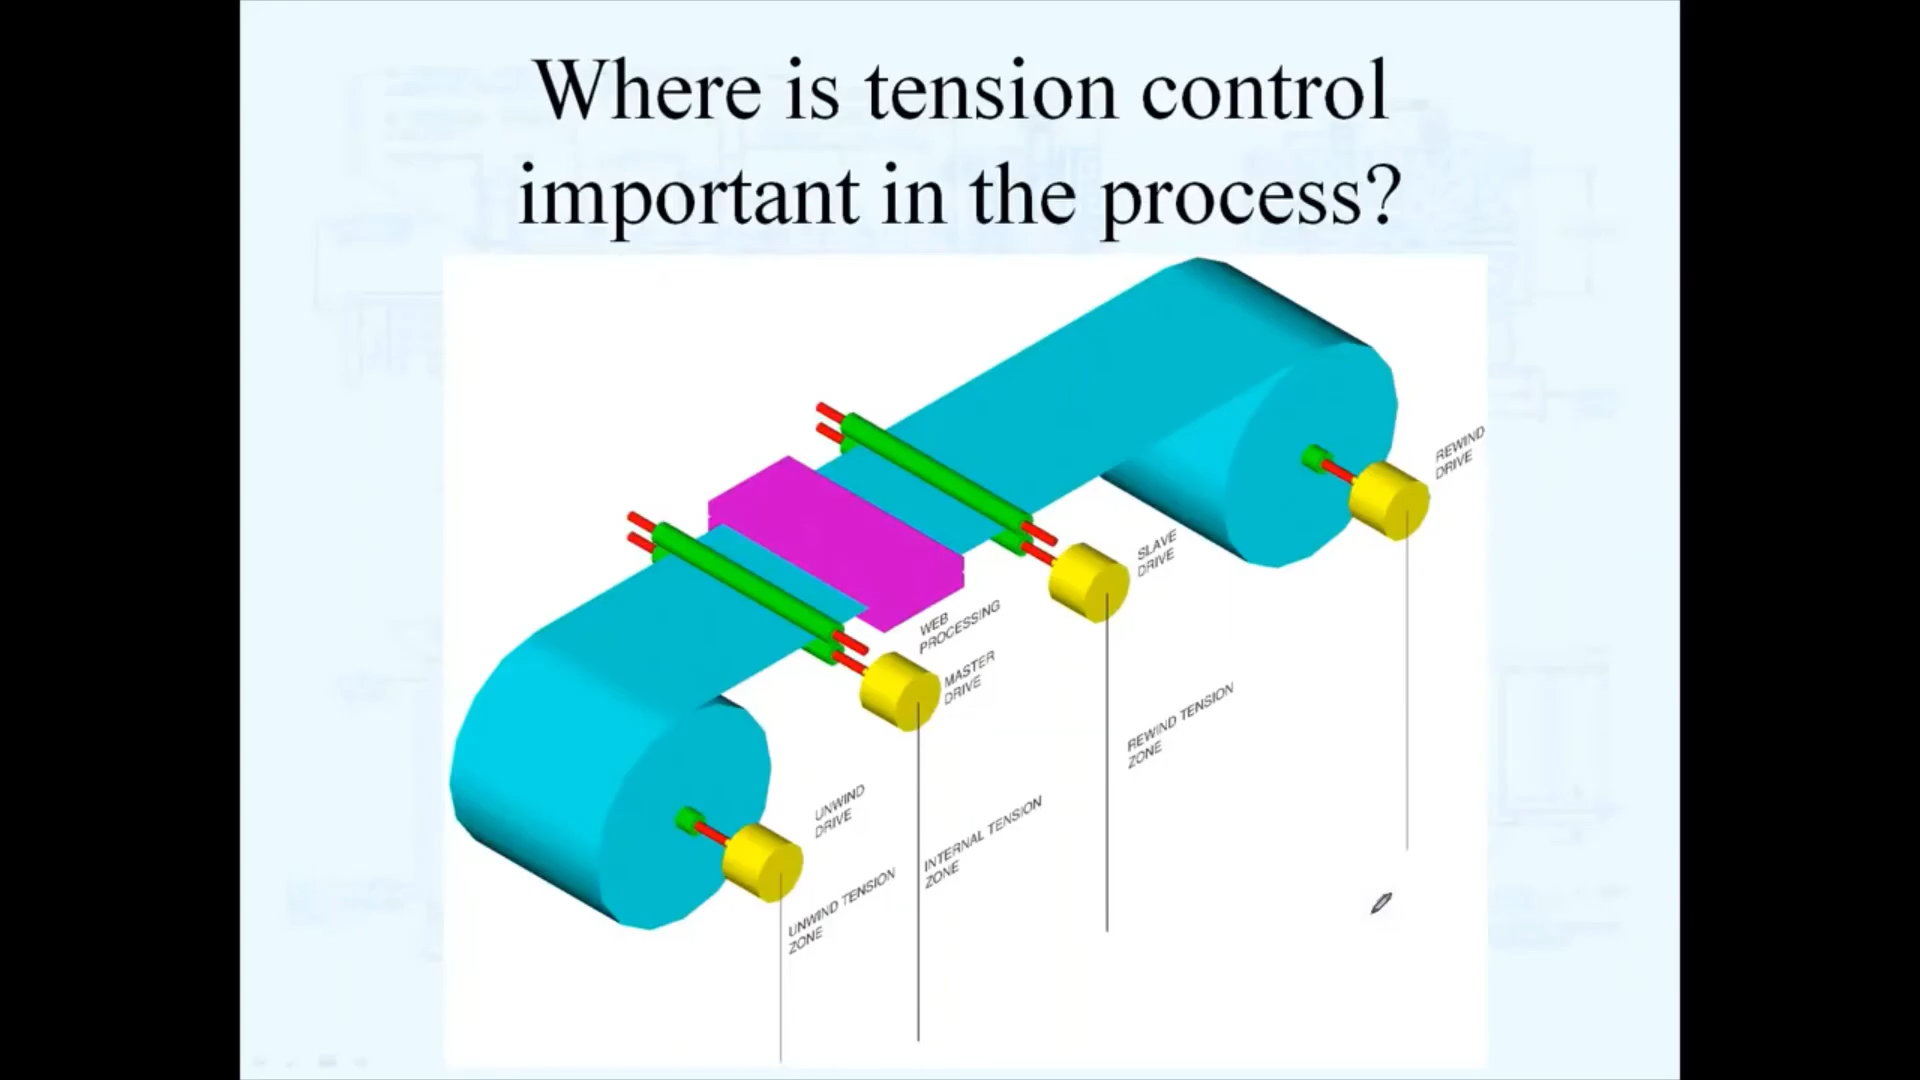 Where is tension control
important in the process?
REWIND
DRIVE
SLAVE
DRIVE
WEB
PROCESSING
MASTER
DRIVE
REWIND TENSION
ZONE
UNWIND
DRIVE
INTERNAL TENSION
ZONE
UNWIND TENSION
ZONE